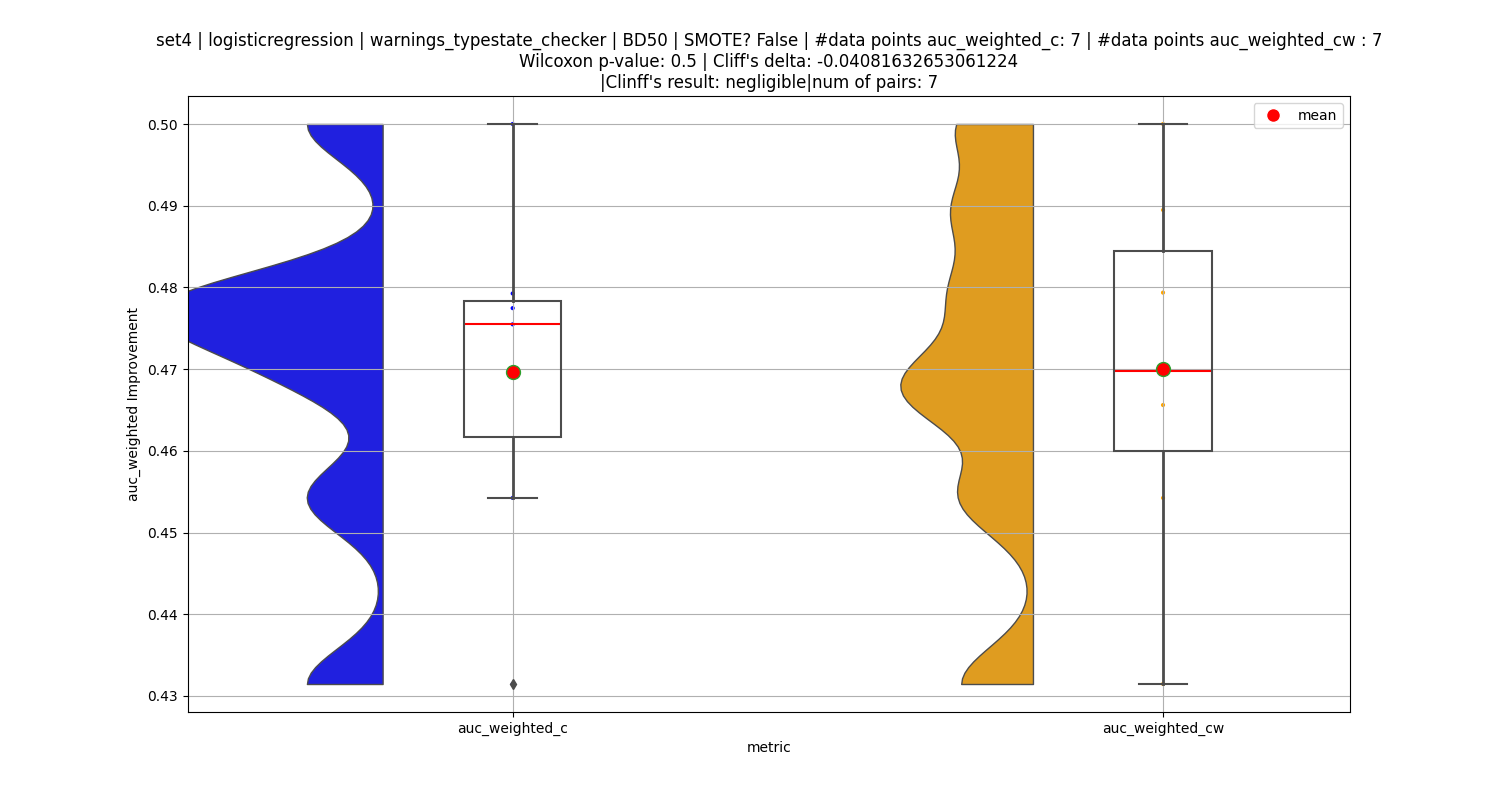 set4 | logisticregression | warnings_typestate_checker | BD50 | SMOTE? False | #data points auc_weighted_c: 7 | #data points auc_weighted_cw : 7
Wilcoxon p-value: 0.5 | Cliff's delta: -0.04081632653061224
|Clinff's result: negligible|num of pairs: 7
mean
0.50
0.49
0.48
0.47
0.46
0.45
0.44
0.43
auc_weighted Improvement
auc_weighted_c
auc_weighted_cw
metric